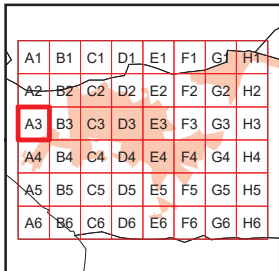 A1 B1 C1 D1 E1 F1 G1 H1
A2 B2 C2 D2 E2 F2 G2 H2
A3 B3 C3 D3 E3 F3 G3 H3
A4 B4 C4 D4 E4 F4 G4 H4
A5 B5 C5 D5 E5 F5 G5 H5
A6 B6 C6 D6 E6 F6 G6 H6